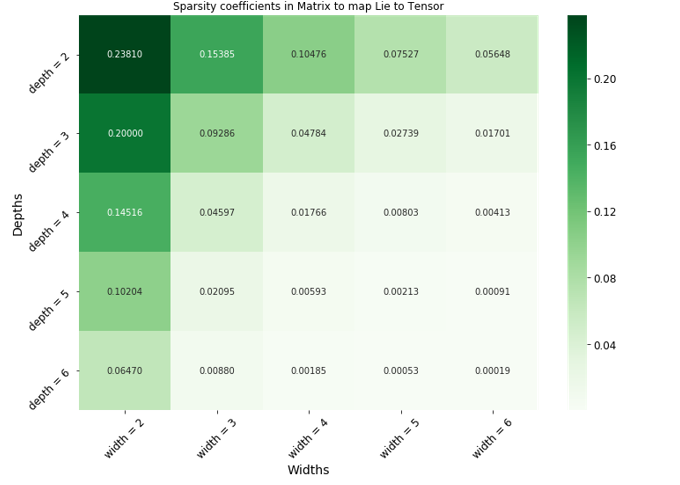 Sparsity coefficients in Matrix to map Lie to Tensor
depth = 2 0.23810 0.15385 0.10476 0.07527 0.05648
depth = 3 0.20000 0.09286 0.04784 0.02739 0.01701
depth = 4 0.14516 0.04597 0.01766 0.00803 0.00413
depth = 5 0.10204 0.02095 0.00593 0.00213 0.00091
depth = 6 0.06470 0.00880 0.00185 0.00053 0.00019
Depths
width = 2 width = 3 width = 4 width = 5 width = 6
Widths
0.20
0.16
0.12
0.08
0.04